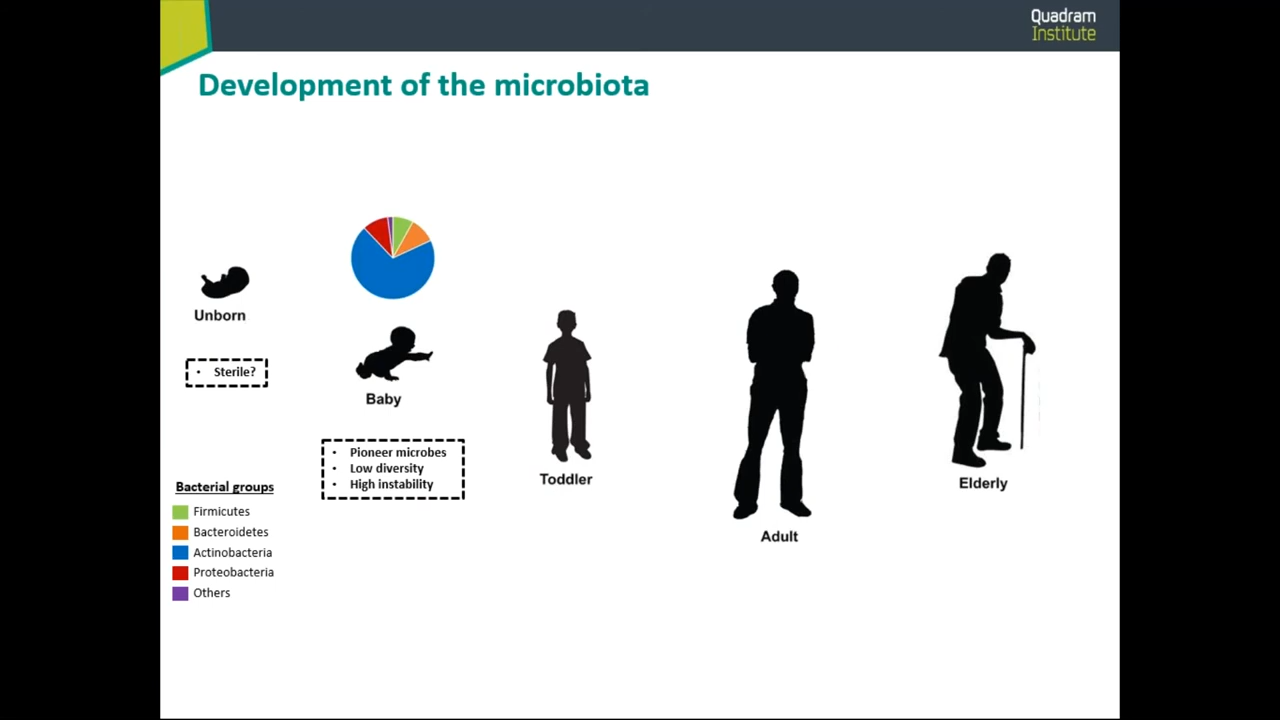 Quadram
Institute
Development of the microbiota
Unborn
• Sterile?
Baby
• Pioneer microbes
• Low diversity
• High instability
Toddler
Adult
Elderly
Bacterial groups
Firmicutes
Bacteroidetes
Actinobacteria
Proteobacteria
Others